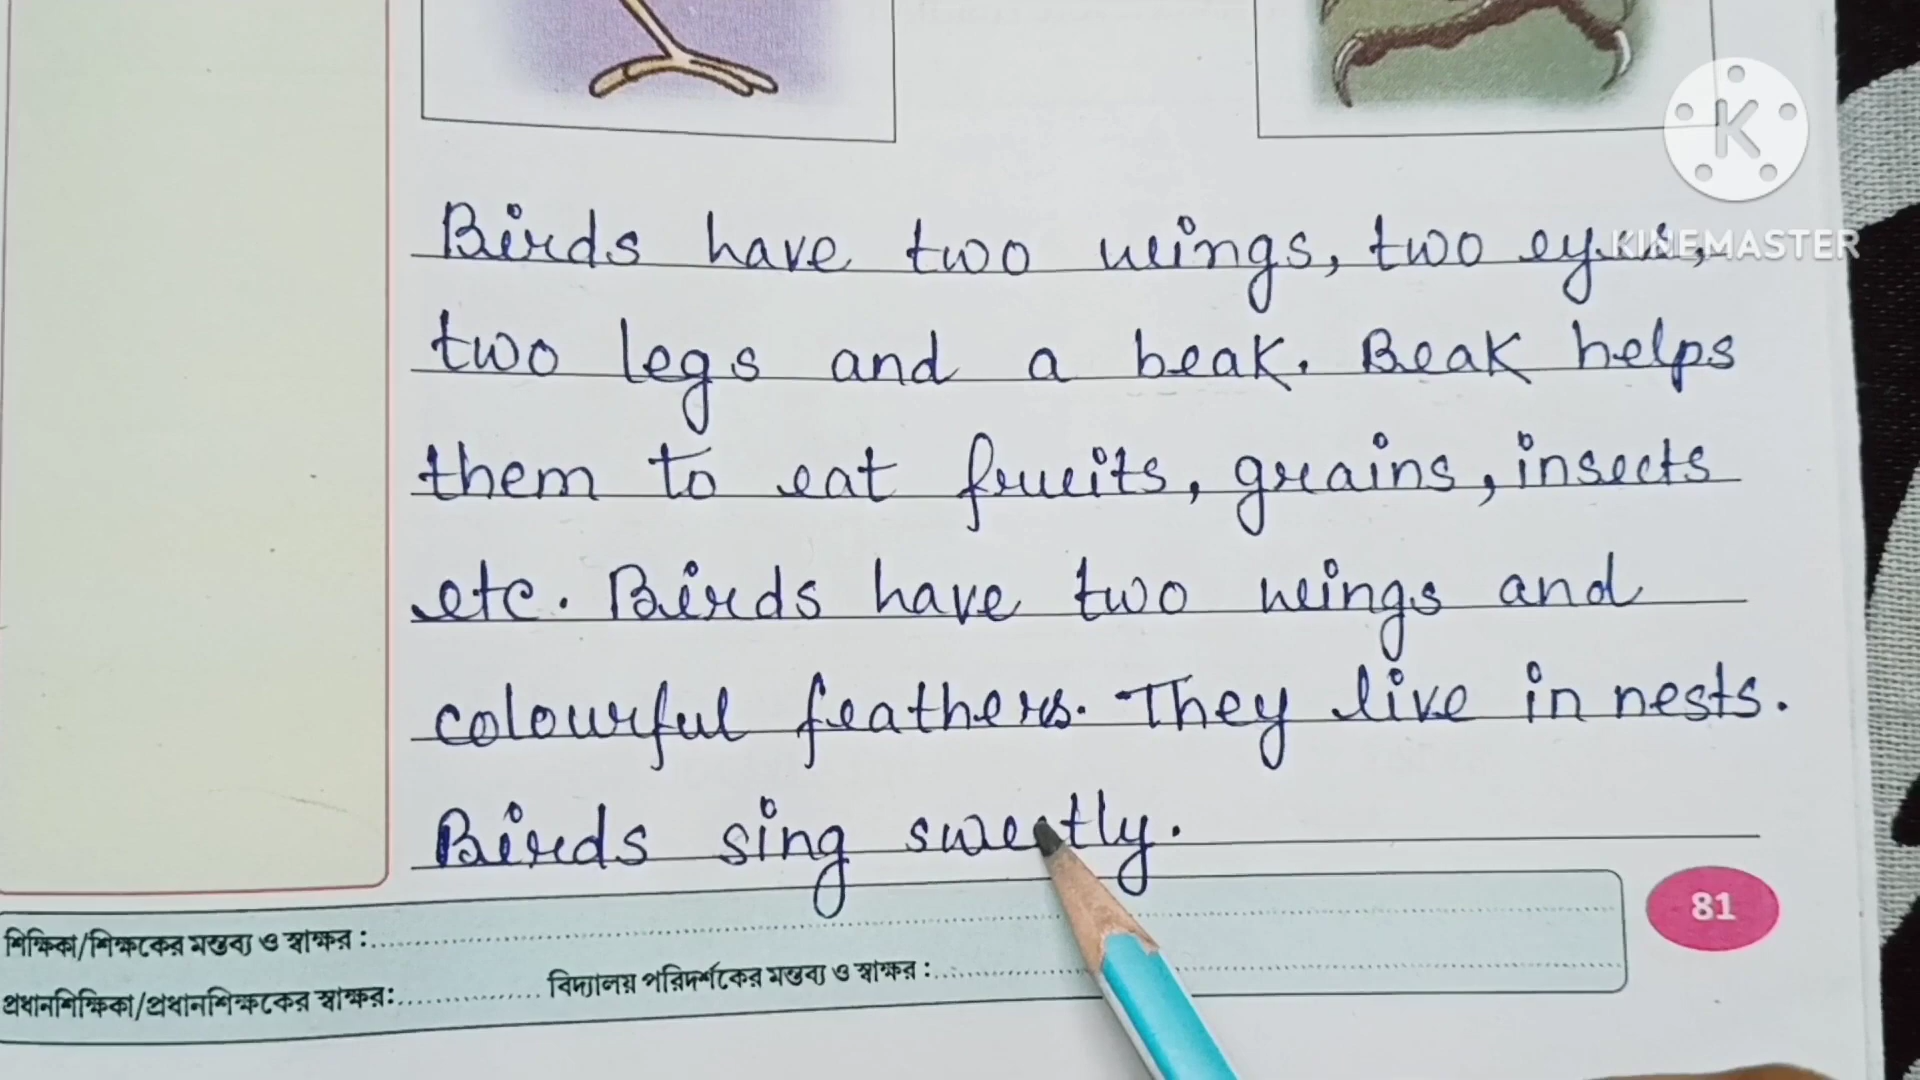 K
KINEMASTER
Birds have two wings, two eyes,
two legs and a beak. Beak helps
them to eat fruits, grains, insects
etc. Birds have two wings and
colourful feathers. They live in nests.
Birds sing sweetly.
81
শিক্ষিকা/শিক্ষকের মন্তব্য ও স্বাক্ষর :
প্রধানশিক্ষিকা/প্রধানশিক্ষকের স্বাক্ষর: বিদ্যালয় পরিদর্শকের মন্তব্য ও স্বাক্ষর :